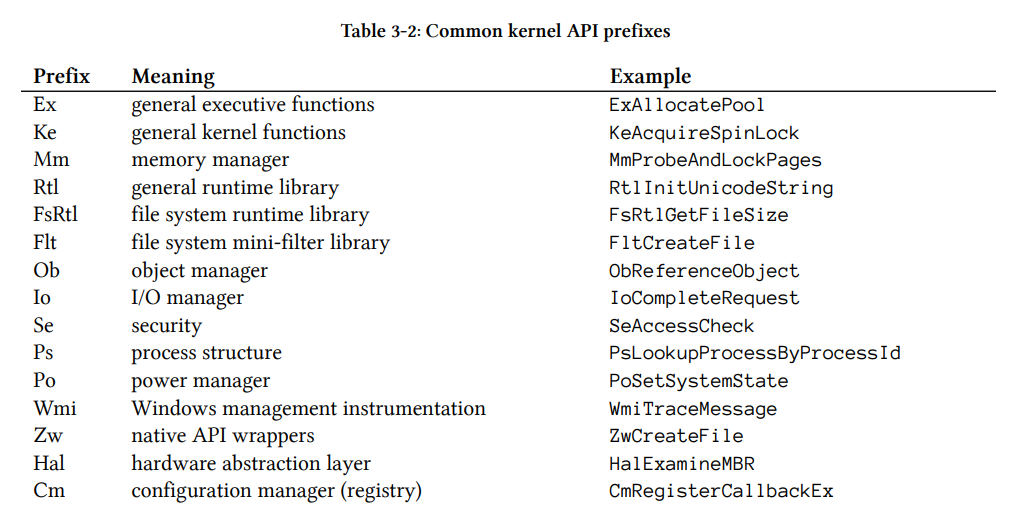 Table 3-2: Common kernel API prefixes
Prefix Meaning Example
Ex general executive functions ExAllocatePool
Ke general kernel functions KeAcquireSpinLock
Mm memory manager MmProbeAndLockPages
Rtl general runtime library RtlInitUnicodeString
FsRtl file system runtime library FsRtlGetFileSize
Flt file system mini-filter library FltCreateFile
Ob object manager ObReferenceObject
Io I/O manager IoCompleteRequest
Se security SeAccessCheck
Ps process structure PsLookupProcessByProcessId
Po power manager PoSetSystemState
Wmi Windows management instrumentation WmiTraceMessage
Zw native API wrappers ZwCreateFile
Hal hardware abstraction layer HalExamineMBR
Cm configuration manager (registry) CmRegisterCallbackEx